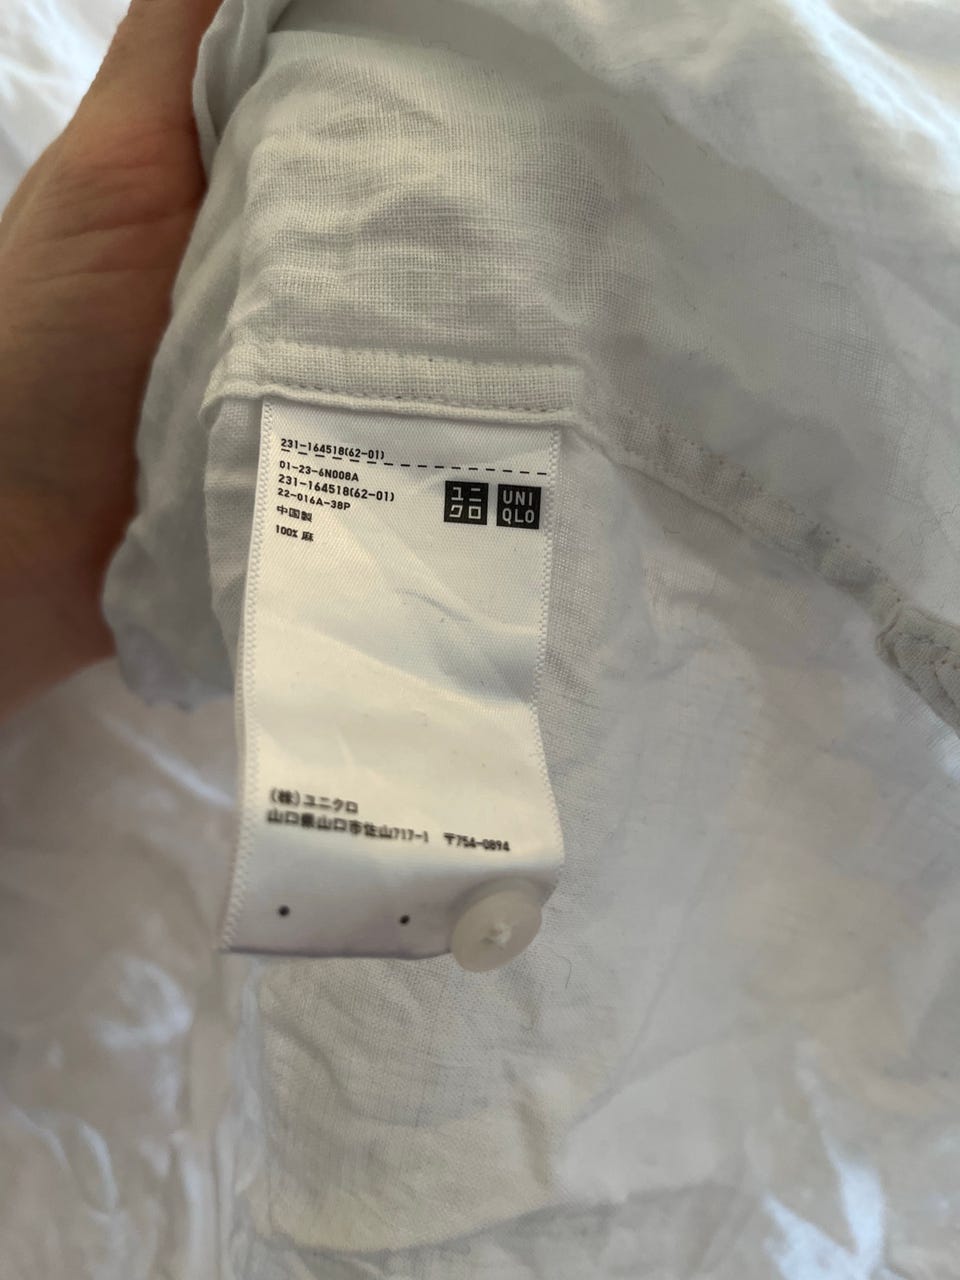 231-164518(62-01)
01-23-6N008A
231-164518(62-01)
22-016A-38P
中国製
100% 麻
ユニ
クロ
UNI
QLO
(株)ユニクロ
山口県山口市佐山717-1 〒754-0894